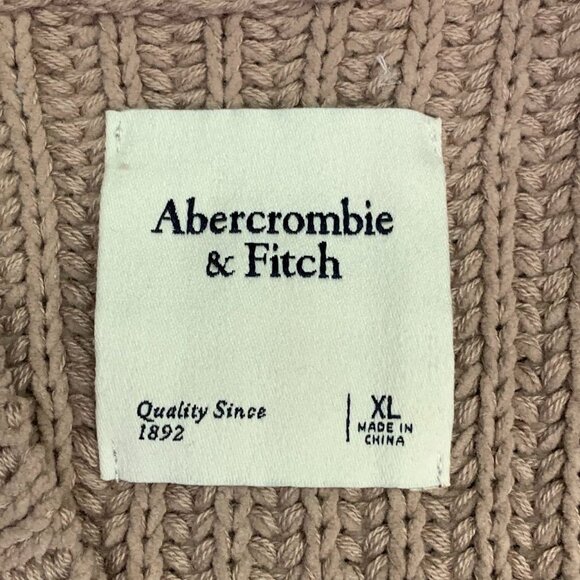 Abercrombie
& Fitch
Quality Since
1892
XL
MADE IN
CHINA